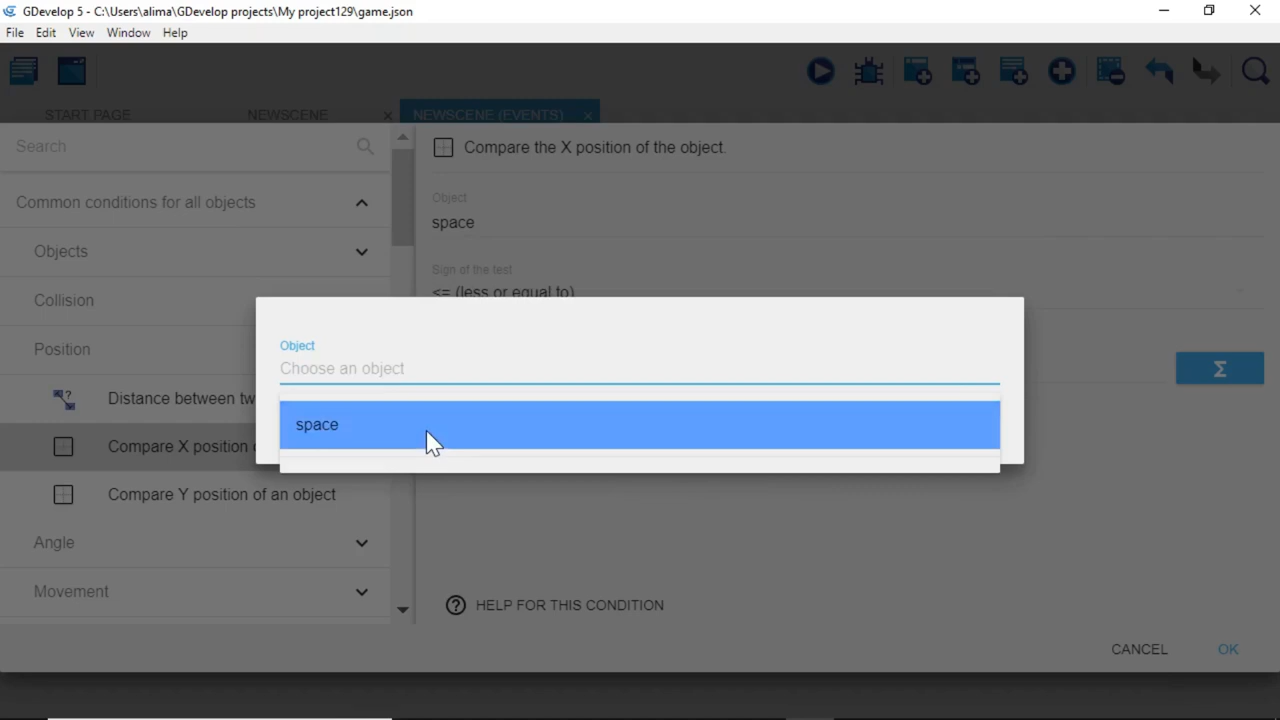 GDevelop 5 - C:\Users\alima\GDevelop projects\My project129\game.json
File Edit View Window Help
START PAGE NEWSCENE NEWSCENE (EVENTS)
Search
Compare the X position of the object.
Common conditions for all objects
Object
space
Objects
Sign of the test
<= (less or equal to)
Collision
Position
Object
Choose an object
Distance between tw
space
Compare X position
Compare Y position of an object
Angle
Movement
HELP FOR THIS CONDITION
CANCEL OK